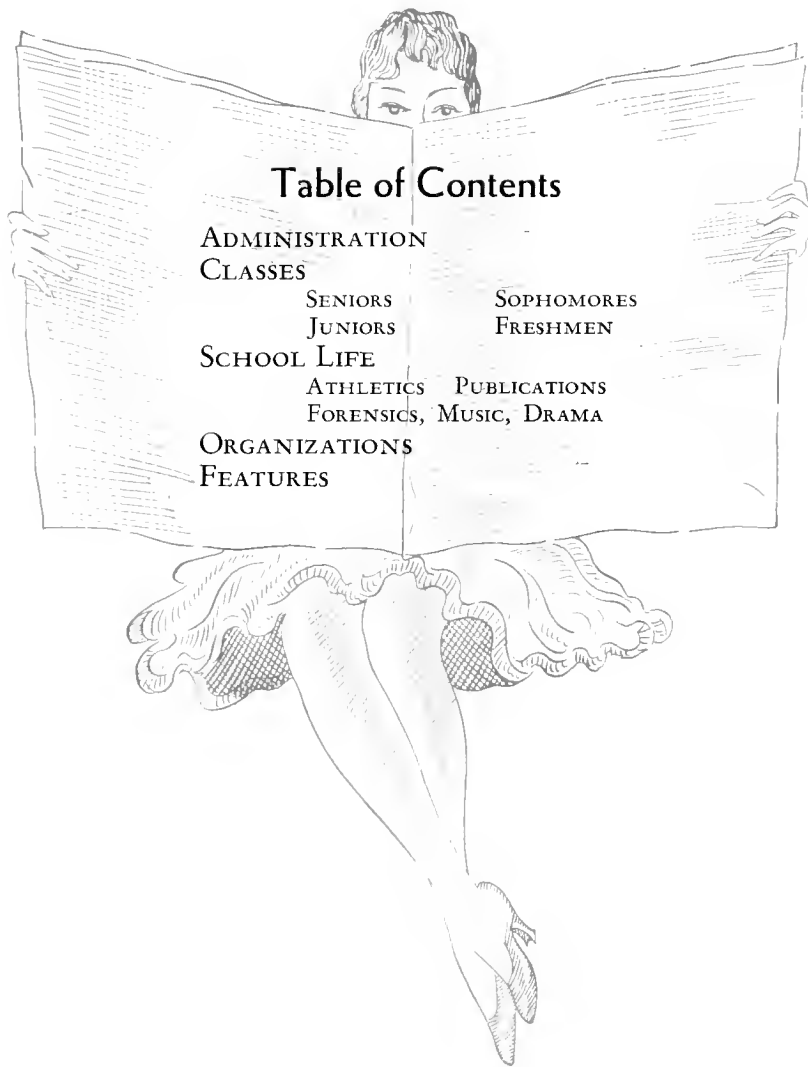 Table of Contents
ADMINISTRATION
CLASSES
SENIORS SOPHOMORES
JUNIORS FRESHMEN
SCHOOL LIFE
ATHLETICS PUBLICATIONS
FORENSICS, MUSIC, DRAMA
ORGANIZATIONS
FEATURES